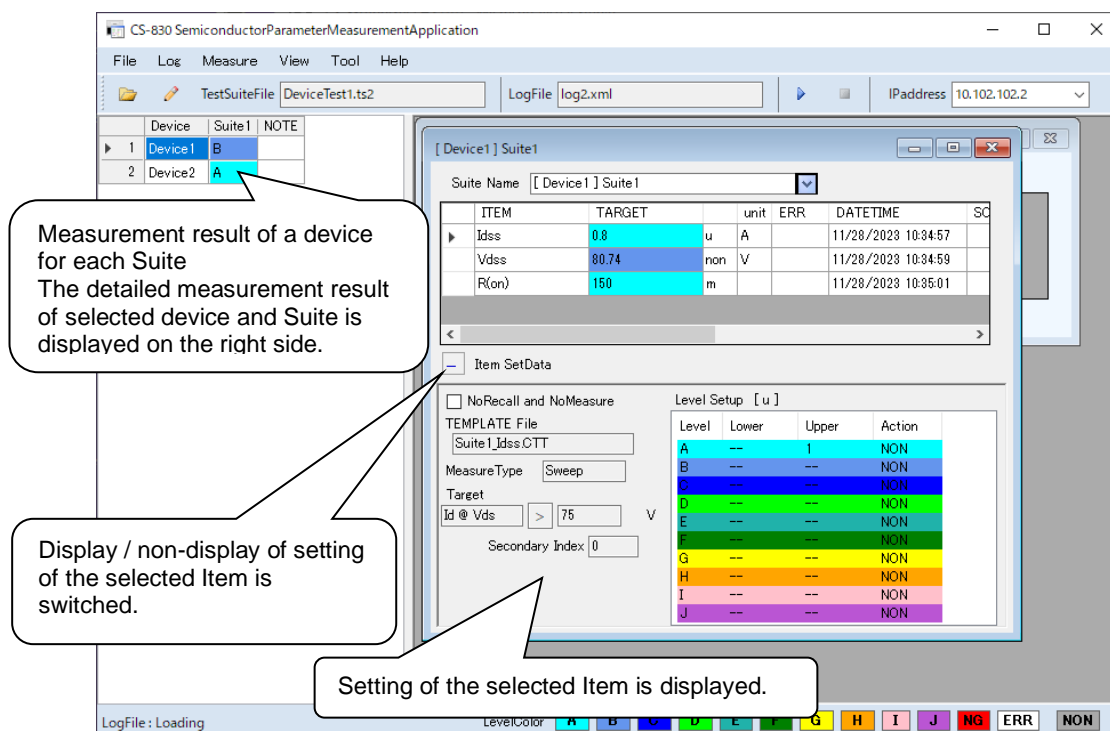 CS-830 SemiconductorParameterMeasurementApplication
File Log Measure View Tool Help
TestSuiteFile DeviceTest1.ts2 LogFile log2.xml IPaddress 10.102.102.2
Device Suite1 NOTE
1 Device1 B
2 Device2 A
Measurement result of a device
for each Suite
The detailed measurement result
of selected device and Suite is
displayed on the right side.
Display / non-display of setting
of the selected Item is
switched.
[ Device1 ] Suite1
Suite Name [ Device1 ] Suite1
ITEM TARGET unit ERR DATETIME SC
Idss 0.8 u A 11/28/2023 10:34:57
Vdss 80.74 non V 11/28/2023 10:34:59
R(on) 150 m 11/28/2023 10:35:01
Item SetData
NoRecall and NoMeasure
TEMPLATE File
Suite1_Idss.CTT
MeasureType Sweep
Target
Id @ Vds > 75 V
Secondary Index 0
Level Setup [ u ]
Level Lower Upper Action
A -- 1 NON
B -- -- NON
C -- -- NON
D -- -- NON
E -- -- NON
F -- -- NON
G -- -- NON
H -- -- NON
I -- -- NON
J -- -- NON
Setting of the selected Item is displayed.
LogFile : Loading LevelColor A B C D E F G H I J NG ERR NON